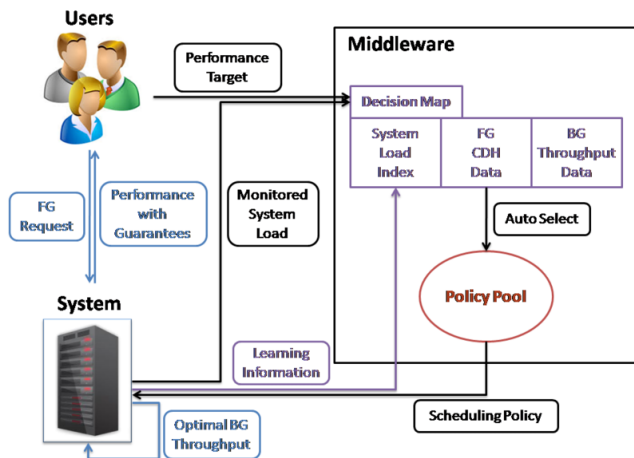 Users
Performance
Target
Middleware
Decision Map
System
Load
Index
FG
CDH
Data
BG
Throughput
Data
FG
Request
Performance
with
Guarantees
Monitored
System
Load
Auto Select
Policy Pool
System
Learning
Information
Scheduling Policy
Optimal BG
Throughput